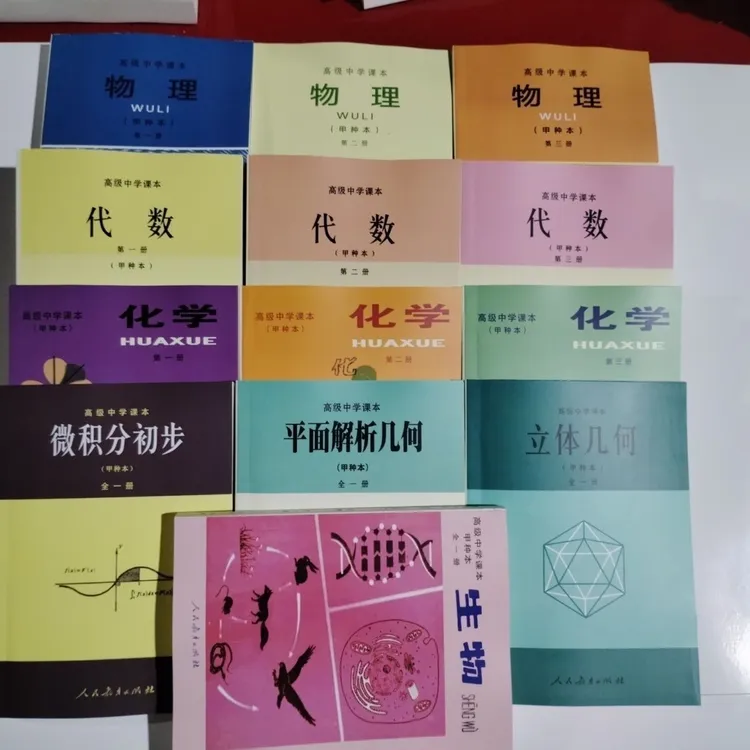 高级中学课本
物理
WULI
（甲种本）
第一册
高级中学课本
物理
WULI
（甲种本）
第二册
高级中学课本
物理
WULI
（甲种本）
第三册
高级中学课本
代数
第一册
（甲种本）
高级中学课本
代数
（甲种本）
第二册
高级中学课本
代数
（甲种本）
第三册
高级中学课本
（甲种本）
化学
HUAXUE
第一册
高级中学课本
（甲种本）
化学
HUAXUE
第二册
化
高级中学课本
（甲种本）
化学
HUAXUE
第三册
高级中学课本
微积分初步
（甲种本）
全一册
人民教育出版社
高级中学课本
平面解析几何
（甲种本）
全一册
高级中学课本
立体几何
（甲种本）
全一册
人民教育出版社
高级中学课本
甲种本
全一册
生物
SHĒNGWÙ
人民教育出版社